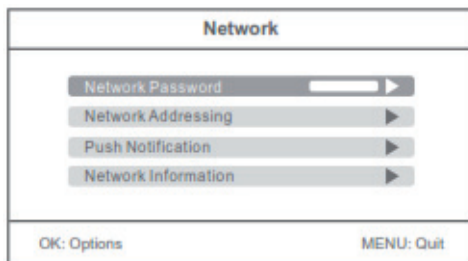 Network
Network Password
Network Addressing
Push Notification
Network Information
OK: Options MENU: Quit